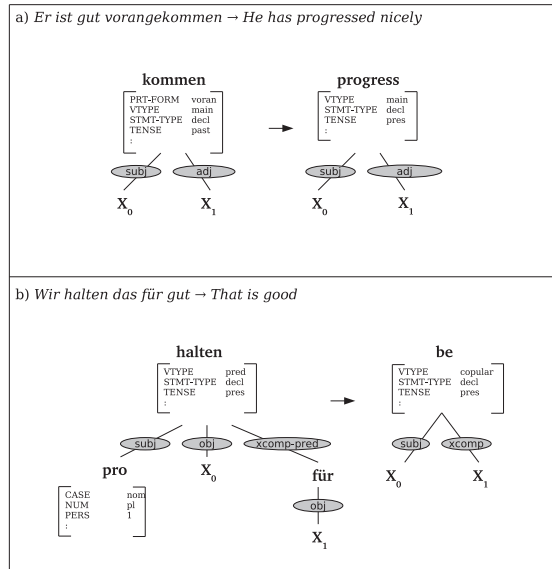 a) Er ist gut vorangekommen → He has progressed nicely
kommen progress
PRT-FORM voran VTYPE main
VTYPE main STMT-TYPE decl
STMT-TYPE decl TENSE pres
TENSE past :
:
subj adj subj adj
X0 X1 X0 X1
b) Wir halten das für gut → That is good
halten be
VTYPE pred VTYPE copular
STMT-TYPE decl STMT-TYPE decl
TENSE pres TENSE pres
: :
subj obj xcomp-pred subj xcomp
pro X0 für X0 X1
CASE nom
NUM pl
PERS 1
:
obj
X1